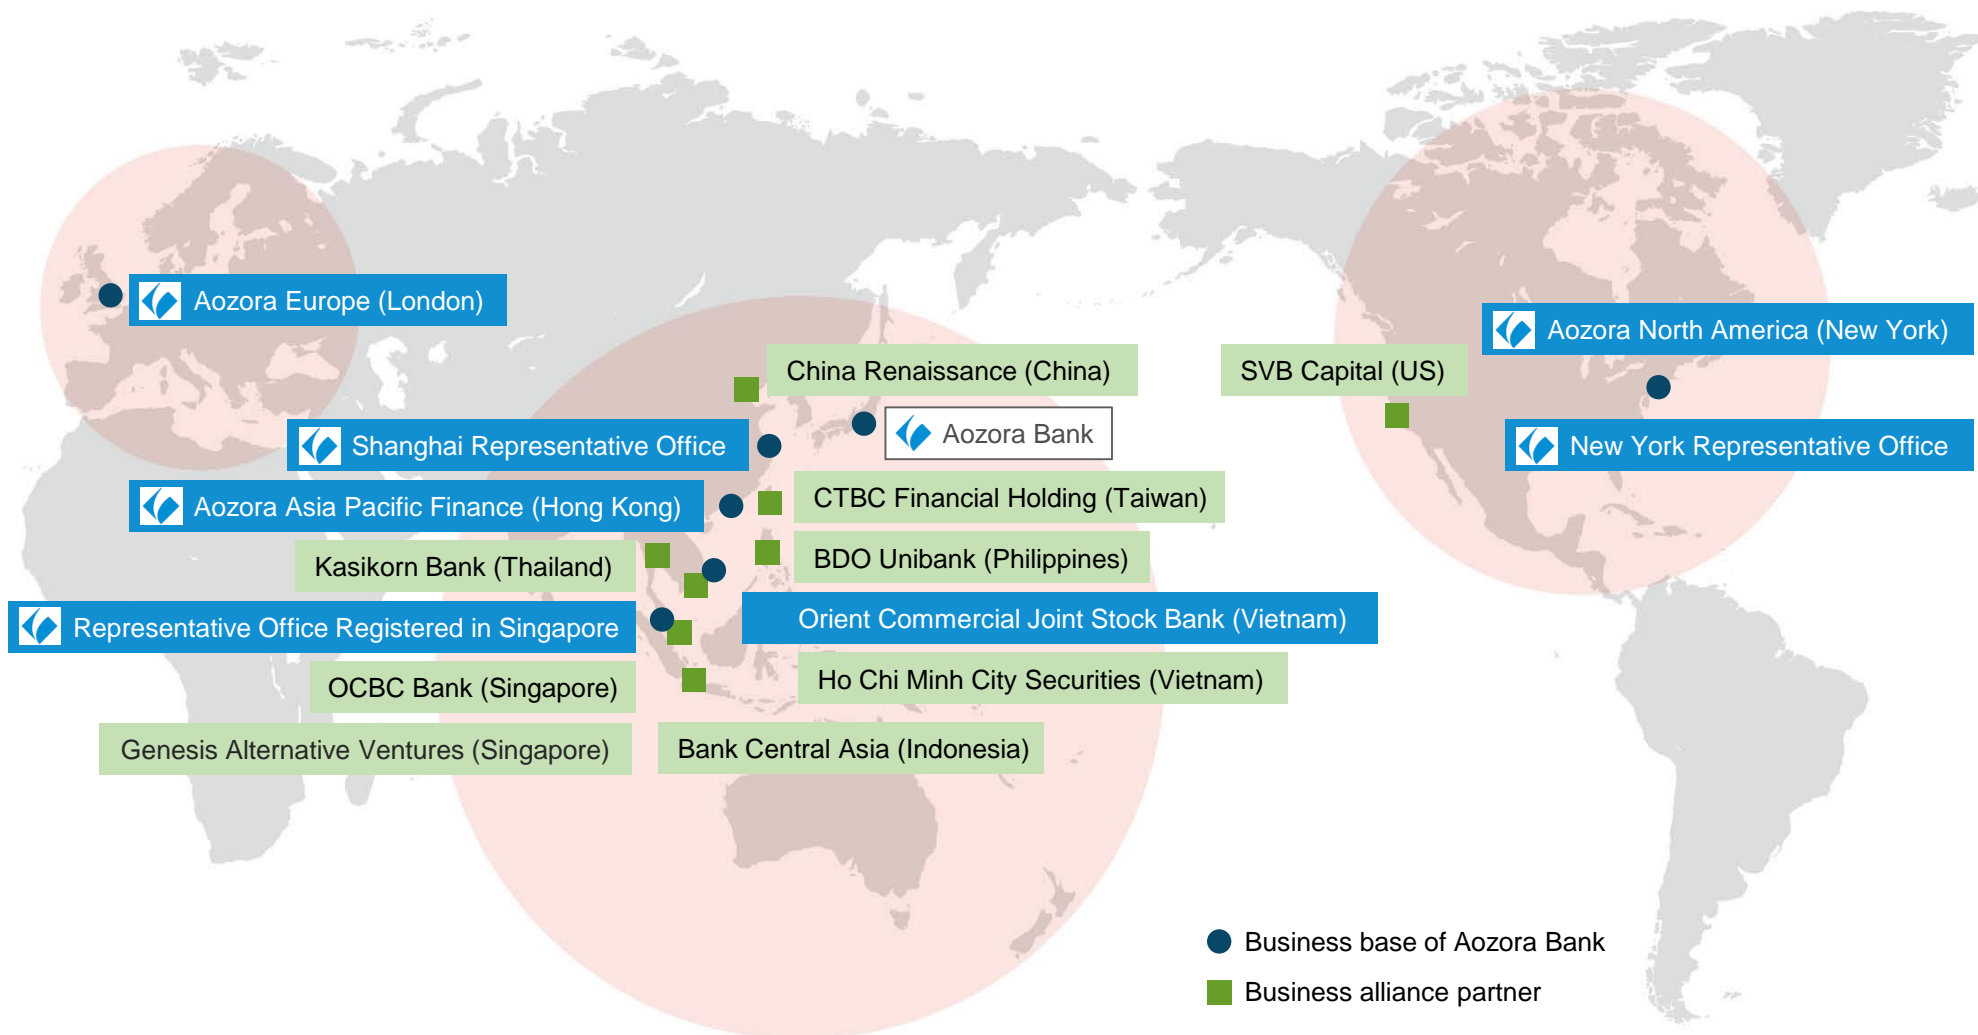 Aozora Europe (London)
Aozora North America (New York)
China Renaissance (China)
SVB Capital (US)
Aozora Bank
Shanghai Representative Office
New York Representative Office
CTBC Financial Holding (Taiwan)
Aozora Asia Pacific Finance (Hong Kong)
BDO Unibank (Philippines)
Kasikorn Bank (Thailand)
Orient Commercial Joint Stock Bank (Vietnam)
Representative Office Registered in Singapore
Ho Chi Minh City Securities (Vietnam)
OCBC Bank (Singapore)
Genesis Alternative Ventures (Singapore)
Bank Central Asia (Indonesia)
Business base of Aozora Bank
Business alliance partner